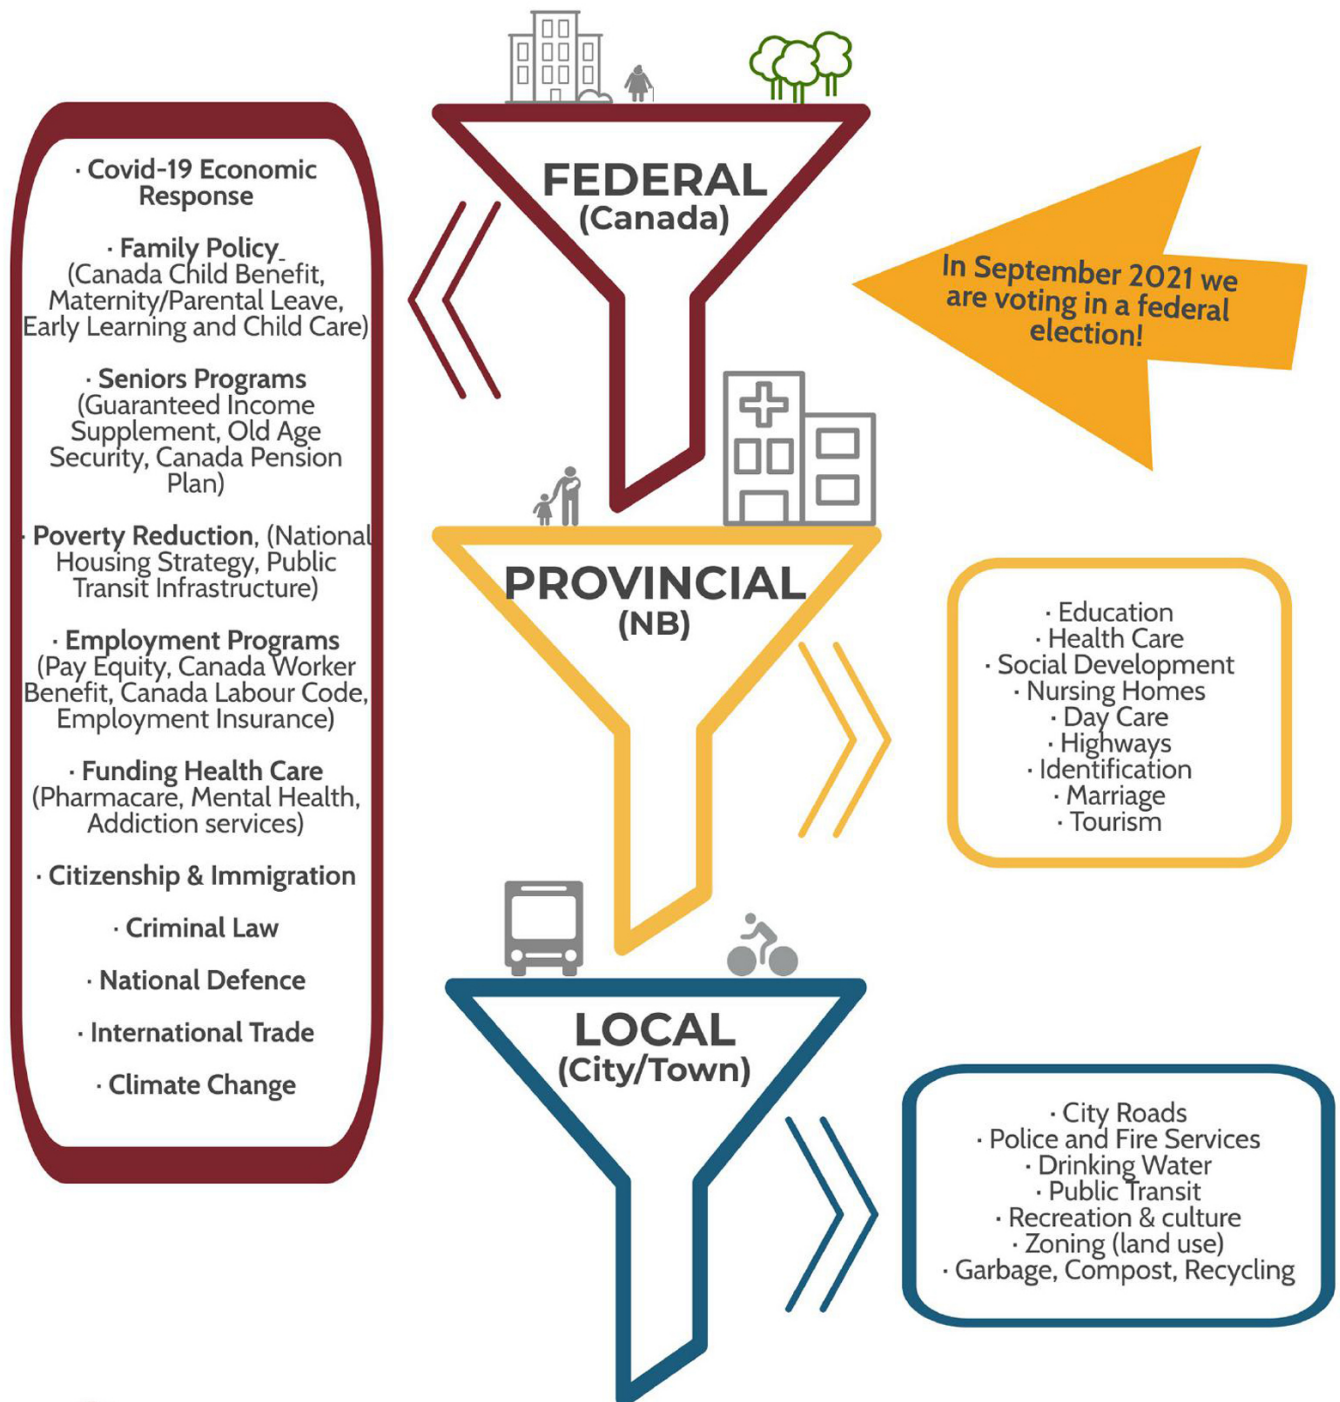 FEDERAL
(Canada)
· Covid-19 Economic
Response
· Family Policy
(Canada Child Benefit,
Maternity/Parental Leave,
Early Learning and Child Care)
· Seniors Programs
(Guaranteed Income
Supplement, Old Age
Security, Canada Pension
Plan)
· Poverty Reduction, (National
Housing Strategy, Public
Transit Infrastructure)
· Employment Programs
(Pay Equity, Canada Worker
Benefit, Canada Labour Code,
Employment Insurance)
· Funding Health Care
(Pharmacare, Mental Health,
Addiction services)
· Citizenship & Immigration
· Criminal Law
· National Defence
· International Trade
· Climate Change
In September 2021 we
are voting in a federal
election!
PROVINCIAL
(NB)
· Education
· Health Care
· Social Development
· Nursing Homes
· Day Care
· Highways
· Identification
· Marriage
· Tourism
LOCAL
(City/Town)
· City Roads
· Police and Fire Services
· Drinking Water
· Public Transit
· Recreation & culture
· Zoning (land use)
· Garbage, Compost, Recycling